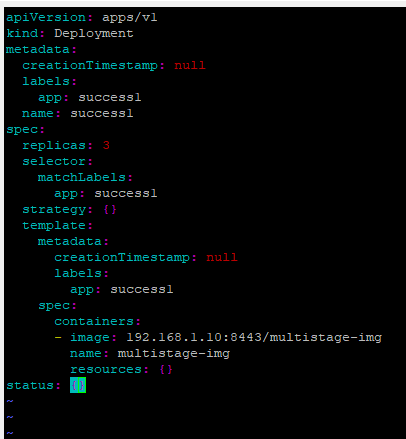 apiVersion: apps/v1
kind: Deployment
metadata:
  creationTimestamp: null
  labels:
    app: success1
  name: success1
spec:
  replicas: 3
  selector:
    matchLabels:
      app: success1
  strategy: {}
  template:
    metadata:
      creationTimestamp: null
      labels:
        app: success1
    spec:
      containers:
      - image: 192.168.1.10:8443/multistage-img
        name: multistage-img
        resources: {}
status: {}
~
~
~